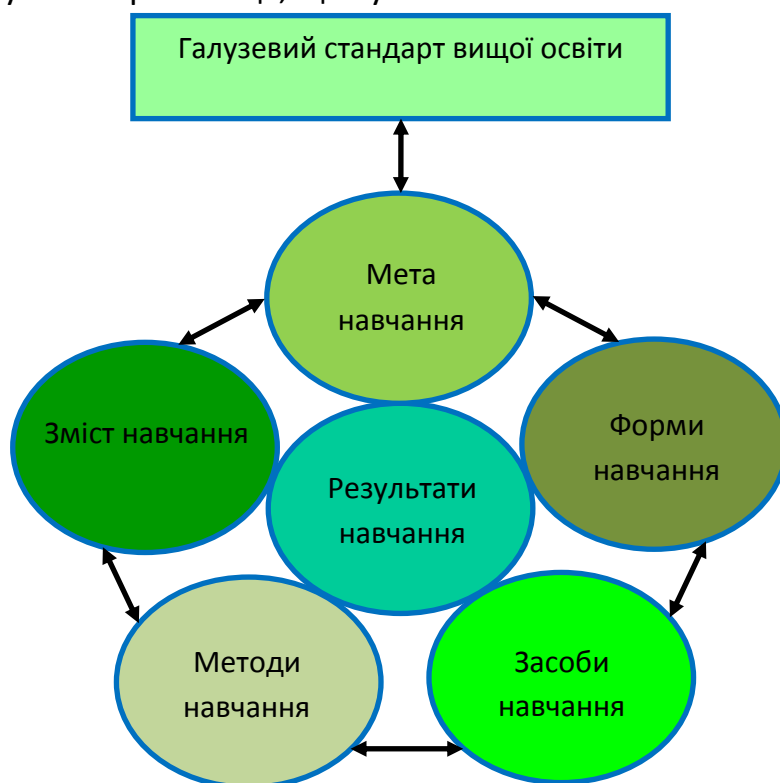 Галузевий стандарт вищої освіти
Мета
навчання
Зміст навчання
Форми
навчання
Результати
навчання
Методи
навчання
Засоби
навчання